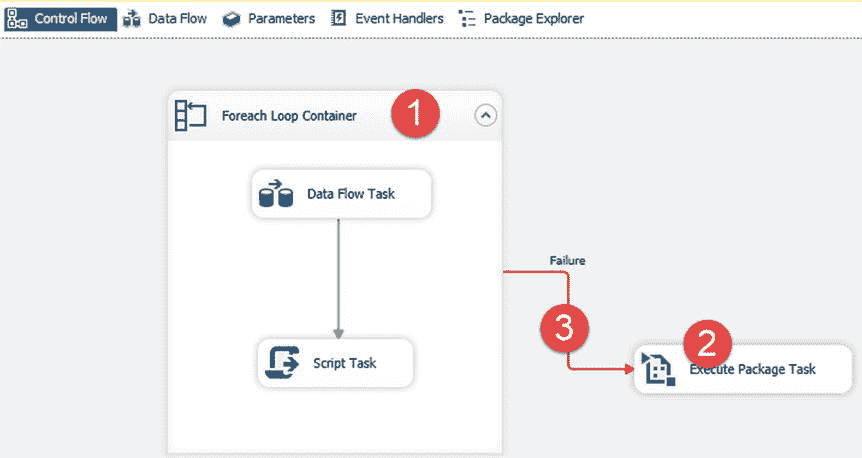 Control Flow Data Flow Parameters Event Handlers Package Explorer
Foreach Loop Container 1
Data Flow Task
Failure
3
2
Script Task
Execute Package Task